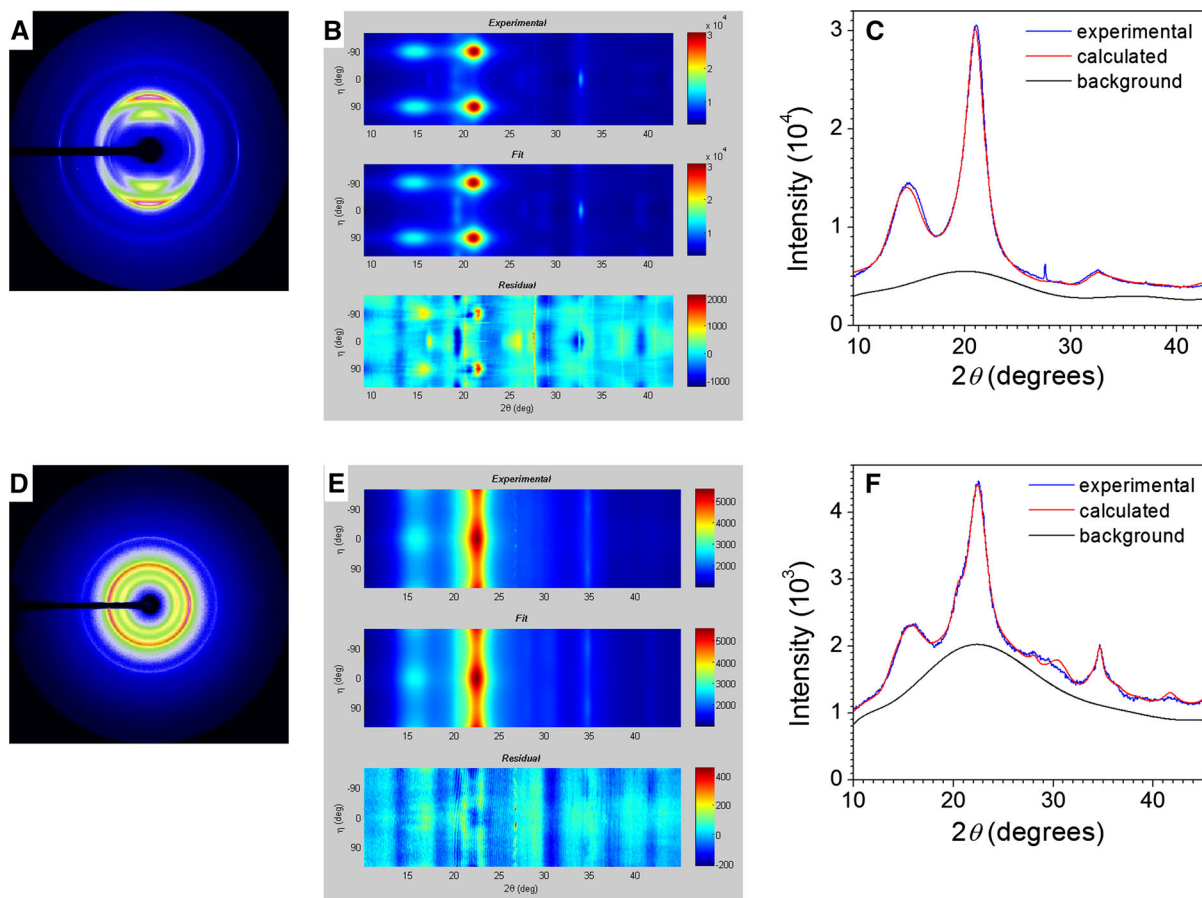 A
B
Experimental
x 10^4
3
2
1
-90
0
90
η (deg)
10 15 20 25 30 35 40
Fit
x 10^4
3
2
1
-90
0
90
η (deg)
10 15 20 25 30 35 40
Residual
2000
1000
0
-1000
-90
0
90
η (deg)
10 15 20 25 30 35 40
2θ (deg)
C
experimental
calculated
background
Intensity (10^4)
3
2
1
0
10 20 30 40
2θ (degrees)
D
E
Experimental
5000
4000
3000
2000
-90
0
90
η (deg)
15 20 25 30 35 40
Fit
5000
4000
3000
2000
-90
0
90
η (deg)
15 20 25 30 35 40
Residual
400
200
0
-200
-90
0
90
η (deg)
15 20 25 30 35 40
2θ (deg)
F
experimental
calculated
background
Intensity (10^3)
4
3
2
1
0
10 20 30 40
2θ (degrees)